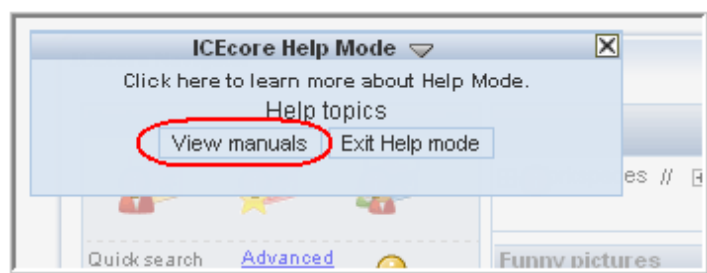 ICEcore Help Mode
Click here to learn more about Help Mode.
Help topics
View manuals Exit Help mode
es //
Quick search Advanced
Funny pictures